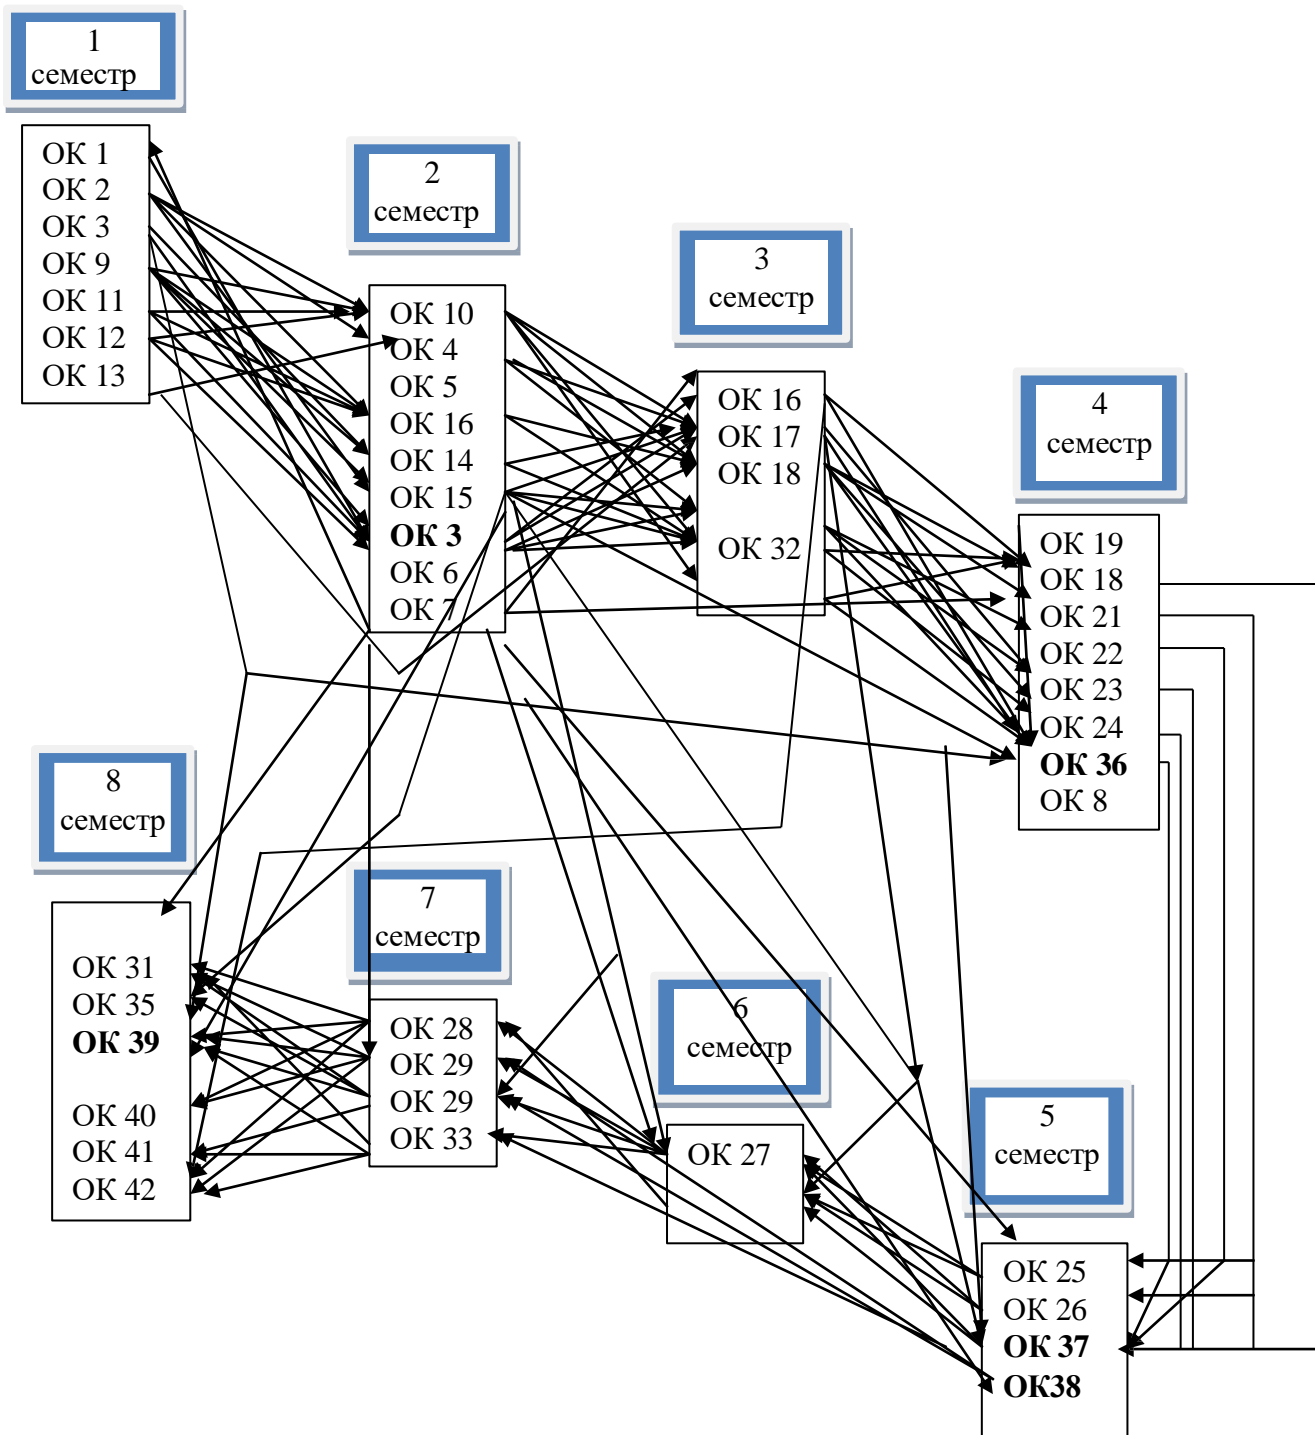 1
семестр
ОК 1
ОК 2
ОК 3
ОК 9
ОК 11
ОК 12
ОК 13
2
семестр
ОК 10
ОК 4
ОК 5
ОК 16
ОК 14
ОК 15
ОК 3
ОК 6
ОК 7
3
семестр
ОК 16
ОК 17
ОК 18
ОК 32
4
семестр
ОК 19
ОК 18
ОК 21
ОК 22
ОК 23
ОК 24
ОК 36
ОК 8
8
семестр
ОК 31
ОК 35
ОК 39
ОК 40
ОК 41
ОК 42
7
семестр
ОК 28
ОК 29
ОК 29
ОК 33
6
семестр
ОК 27
5
семестр
ОК 25
ОК 26
ОК 37
ОК38